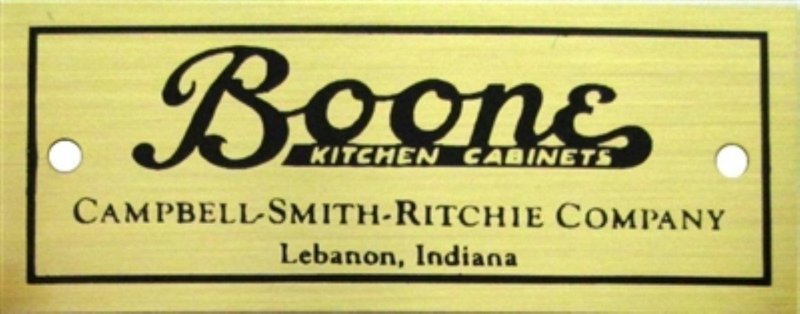 Boone
KITCHEN CABINETS
CAMPBELL-SMITH-RITCHIE COMPANY
Lebanon, Indiana